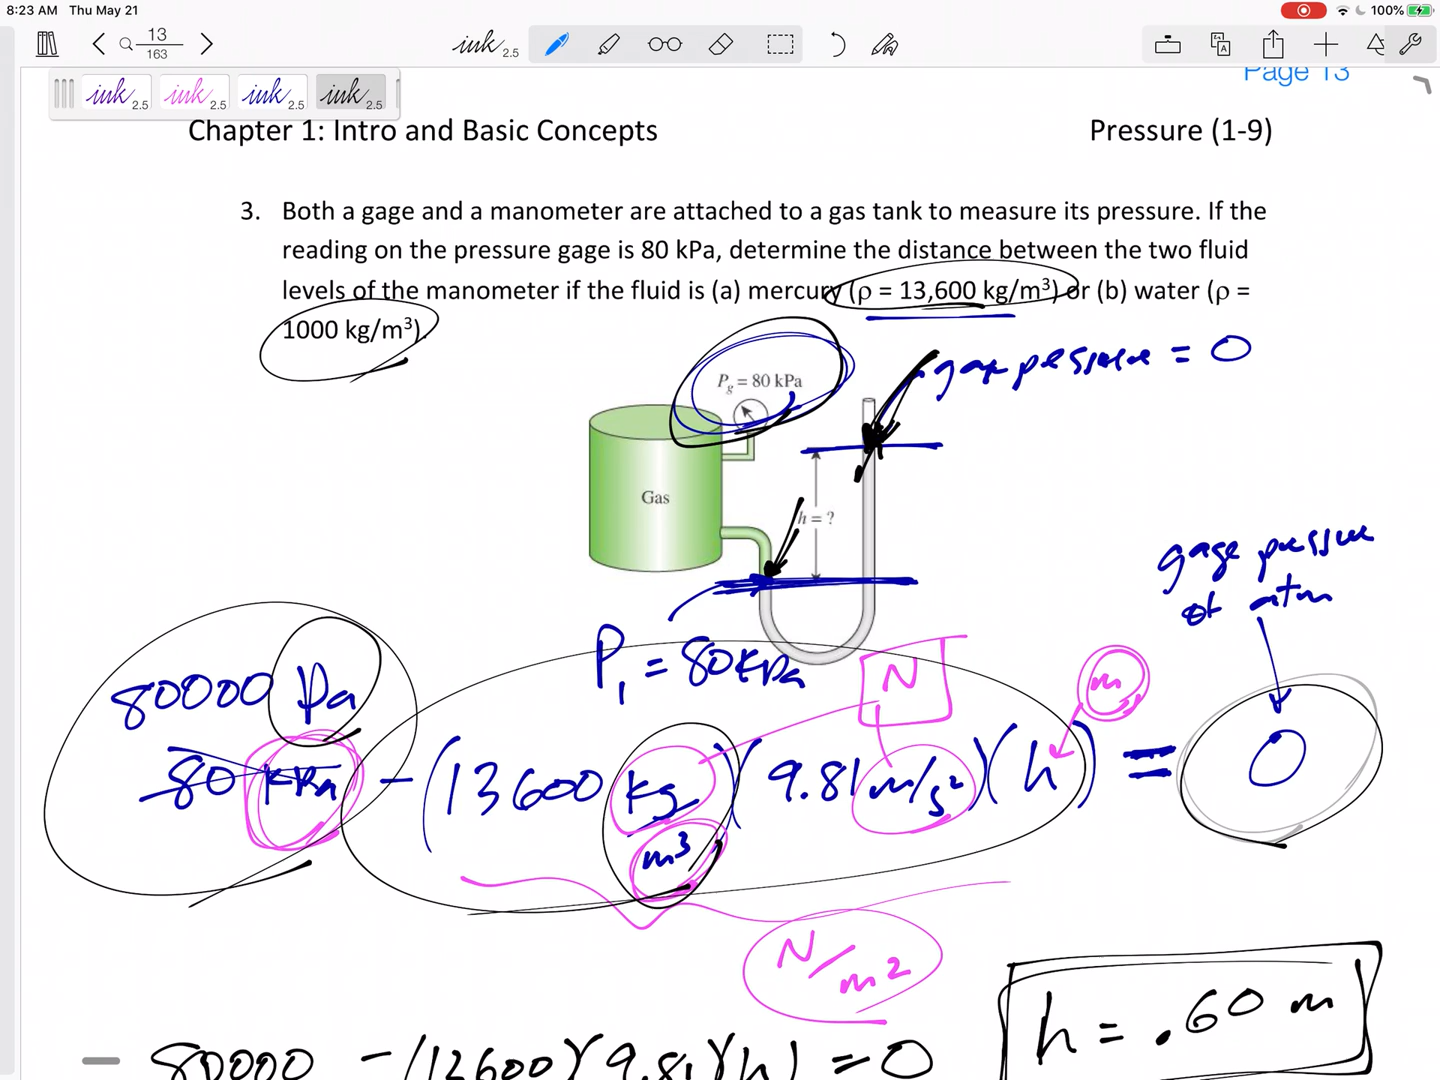 8:23 AM Thu May 21
100%
13
163
ink 2.5
ink 2.5 ink 2.5 ink 2.5 ink 2.5
Page 13
Chapter 1: Intro and Basic Concepts
Pressure (1-9)
3. Both a gage and a manometer are attached to a gas tank to measure its pressure. If the
reading on the pressure gage is 80 kPa, determine the distance between the two fluid
levels of the manometer if the fluid is (a) mercury (ρ = 13,600 kg/m³) or (b) water (ρ =
1000 kg/m³).
gage pressure = 0
Pg = 80 kPa
Gas
h = ?
gage pressure
of atm
P₁ = 80 kPa
N
m
80000 Pa
80 kPa - (13600 kg/m³)(9.81 m/s²)(h) = 0
N/m²
h = .60 m
80000 - (13600)(9.81)(h) = 0